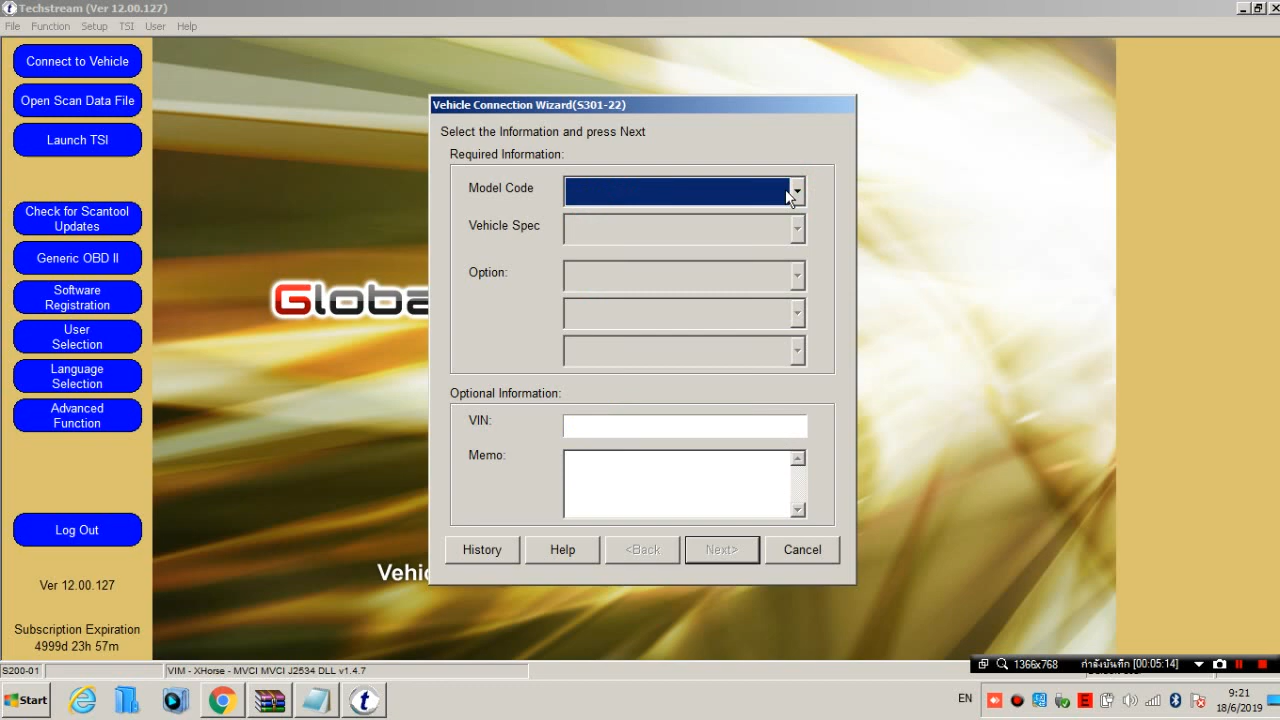 Techstream (Ver 12.00.127)
File Function Setup TSI User Help
Connect to Vehicle
Open Scan Data File
Launch TSI
Check for Scantool
Updates
Generic OBD II
Software
Registration
User
Selection
Language
Selection
Advanced
Function
Log Out
Ver 12.00.127
Subscription Expiration
4999d 23h 57m
Globa
Vehic
Vehicle Connection Wizard(S301-22)
Select the Information and press Next
Required Information:
Model Code
Vehicle Spec
Option:
Optional Information:
VIN:
Memo:
History Help <Back Next> Cancel
S200-01 VIM - XHorse - MVCI MVCI J2534 DLL v1.4.7
1366x768 กำลังบันทึก [00:05:14]
Start t EN E 9:21
18/6/2019